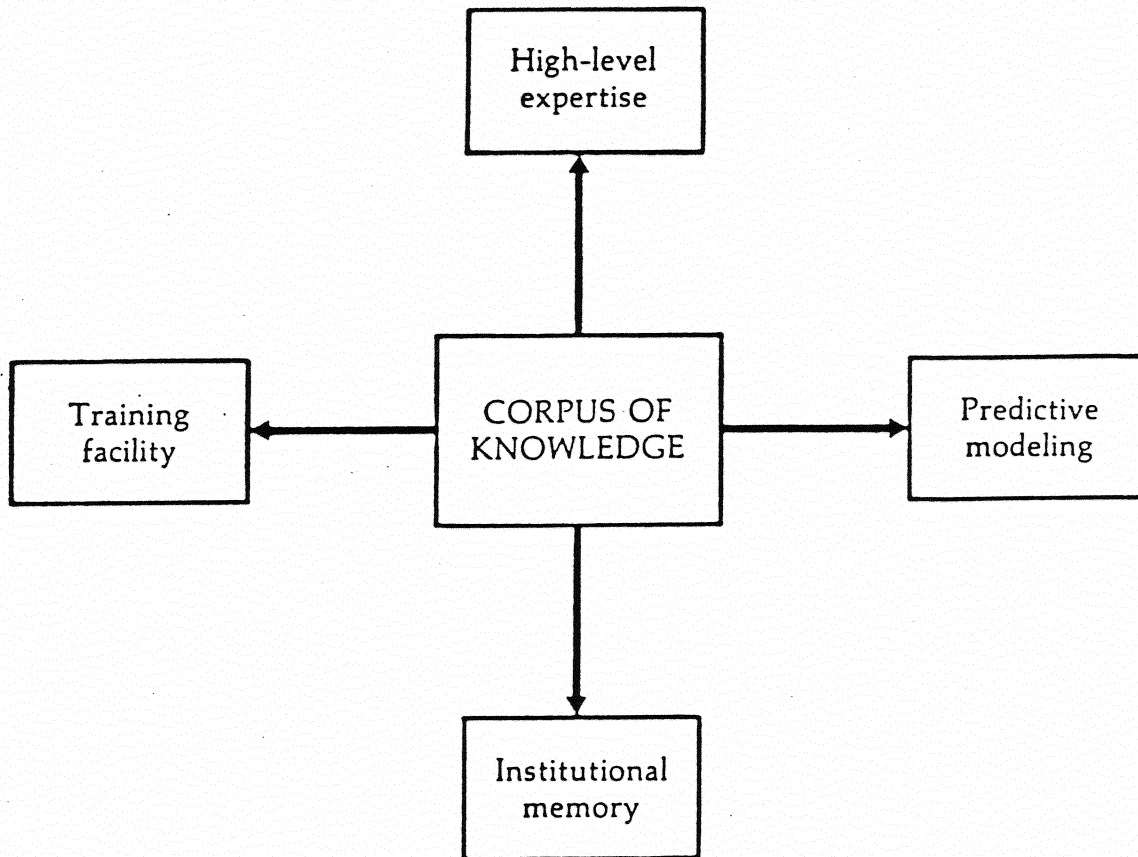 High-level
expertise
Training
facility
CORPUS OF
KNOWLEDGE
Predictive
modeling
Institutional
memory